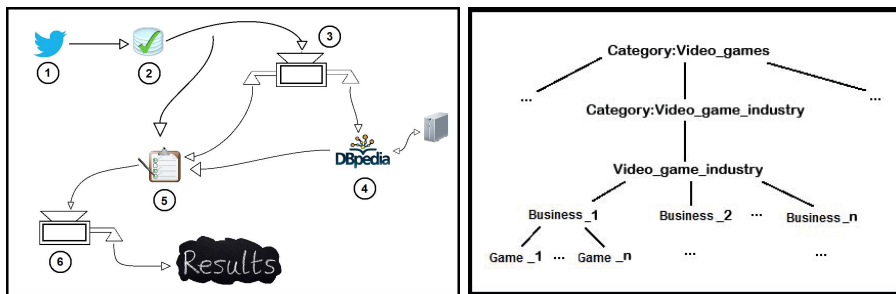 1
2
3
DBpedia
4
5
6
Results
Category:Video_games
... ...
Category:Video_game_industry
Video_game_industry
Business_1 Business_2 ... Business_n
Game_1 ... Game_n ... ...